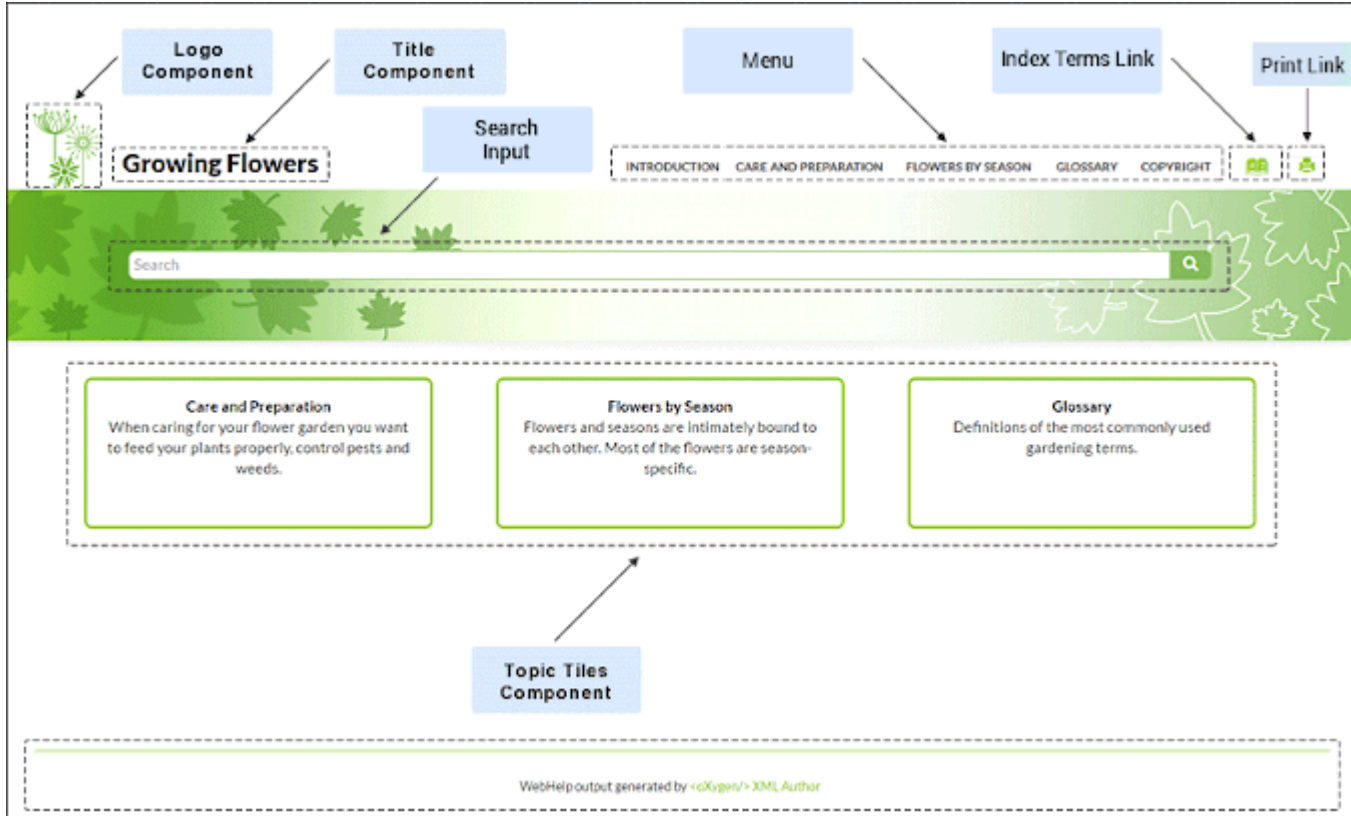 Logo
Component
Title
Component
Menu
Index Terms Link
Print Link
Search
Input
Growing Flowers
INTRODUCTION CARE AND PREPARATION FLOWERS BY SEASON GLOSSARY COPYRIGHT
Search
Care and Preparation
When caring for your flower garden you want
to feed your plants properly, control pests and
weeds.
Flowers by Season
Flowers and seasons are intimately bound to
each other. Most of the flowers are season-
specific.
Glossary
Definitions of the most commonly used
gardening terms.
Topic Tiles
Component
WebHelp output generated by <oXygen/> XML Author